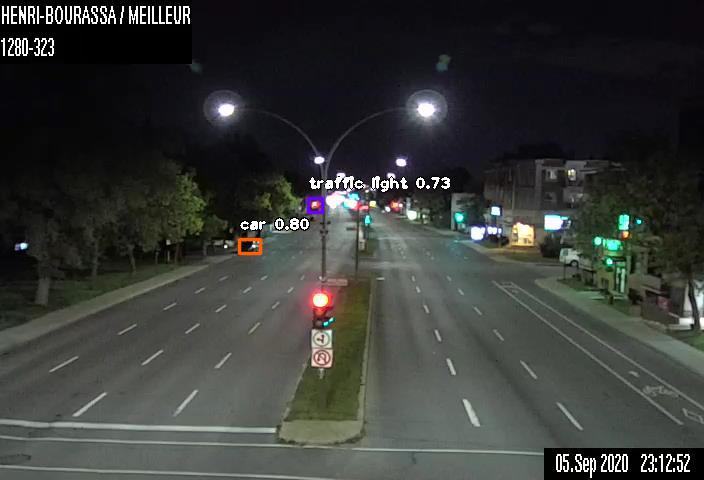 HENRI-BOURASSA / MEILLEUR
1280-323
traffic light 0.73
car 0.80
05.Sep 2020 23:12:52